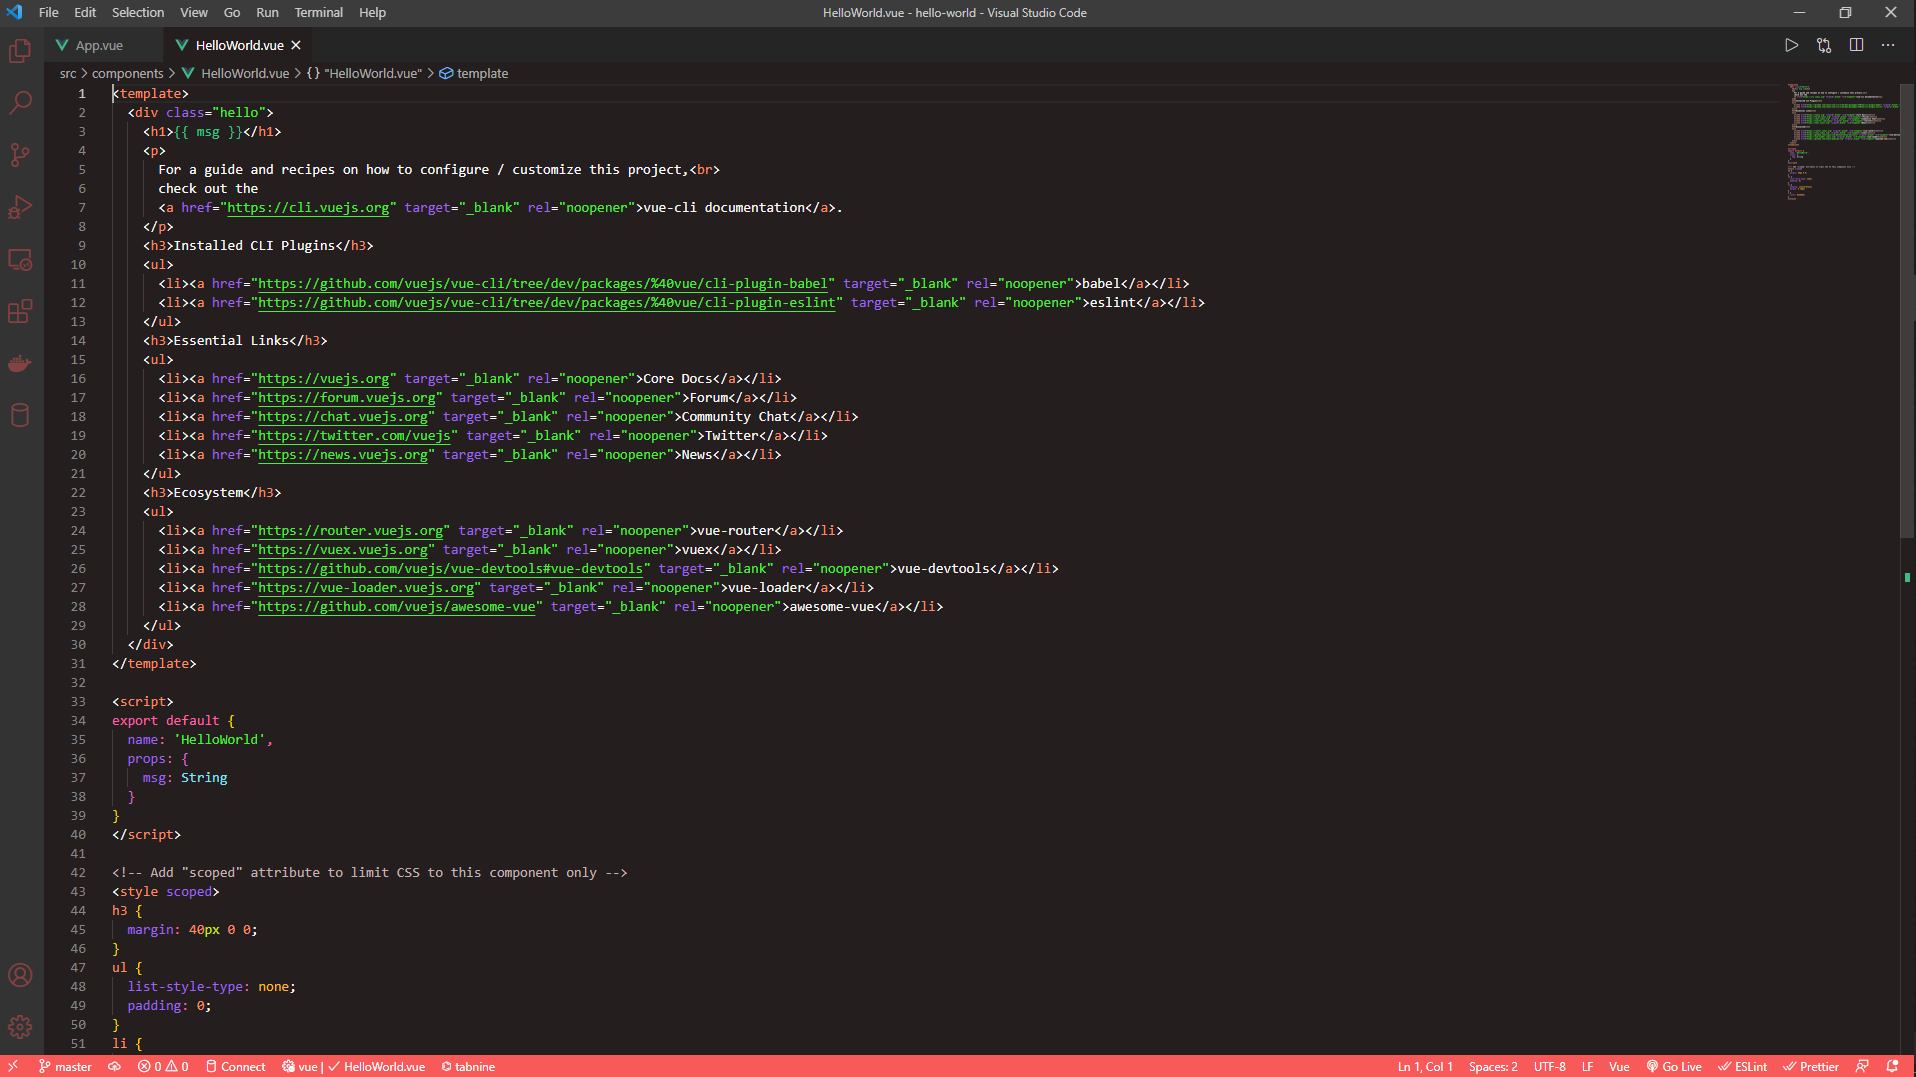 File Edit Selection View Go Run Terminal Help HelloWorld.vue - hello-world - Visual Studio Code
App.vue HelloWorld.vue
src > components > HelloWorld.vue > {} "HelloWorld.vue" > template
1 <template>
2 <div class="hello">
3 <h1>{{ msg }}</h1>
4 <p>
5 For a guide and recipes on how to configure / customize this project,<br>
6 check out the
7 <a href="https://cli.vuejs.org" target="_blank" rel="noopener">vue-cli documentation</a>.
8 </p>
9 <h3>Installed CLI Plugins</h3>
10 <ul>
11 <li><a href="https://github.com/vuejs/vue-cli/tree/dev/packages/%40vue/cli-plugin-babel" target="_blank" rel="noopener">babel</a></li>
12 <li><a href="https://github.com/vuejs/vue-cli/tree/dev/packages/%40vue/cli-plugin-eslint" target="_blank" rel="noopener">eslint</a></li>
13 </ul>
14 <h3>Essential Links</h3>
15 <ul>
16 <li><a href="https://vuejs.org" target="_blank" rel="noopener">Core Docs</a></li>
17 <li><a href="https://forum.vuejs.org" target="_blank" rel="noopener">Forum</a></li>
18 <li><a href="https://chat.vuejs.org" target="_blank" rel="noopener">Community Chat</a></li>
19 <li><a href="https://twitter.com/vuejs" target="_blank" rel="noopener">Twitter</a></li>
20 <li><a href="https://news.vuejs.org" target="_blank" rel="noopener">News</a></li>
21 </ul>
22 <h3>Ecosystem</h3>
23 <ul>
24 <li><a href="https://router.vuejs.org" target="_blank" rel="noopener">vue-router</a></li>
25 <li><a href="https://vuex.vuejs.org" target="_blank" rel="noopener">vuex</a></li>
26 <li><a href="https://github.com/vuejs/vue-devtools#vue-devtools" target="_blank" rel="noopener">vue-devtools</a></li>
27 <li><a href="https://vue-loader.vuejs.org" target="_blank" rel="noopener">vue-loader</a></li>
28 <li><a href="https://github.com/vuejs/awesome-vue" target="_blank" rel="noopener">awesome-vue</a></li>
29 </ul>
30 </div>
31 </template>
32
33 <script>
34 export default {
35 name: 'HelloWorld',
36 props: {
37 msg: String
38 }
39 }
40 </script>
41
42 <!-- Add "scoped" attribute to limit CSS to this component only -->
43 <style scoped>
44 h3 {
45 margin: 40px 0 0;
46 }
47 ul {
48 list-style-type: none;
49 padding: 0;
50 }
51 li {
master 0 0 Connect vue | ✓ HelloWorld.vue tabnine Ln 1, Col 1 Spaces: 2 UTF-8 LF Vue Go Live ESLint Prettier